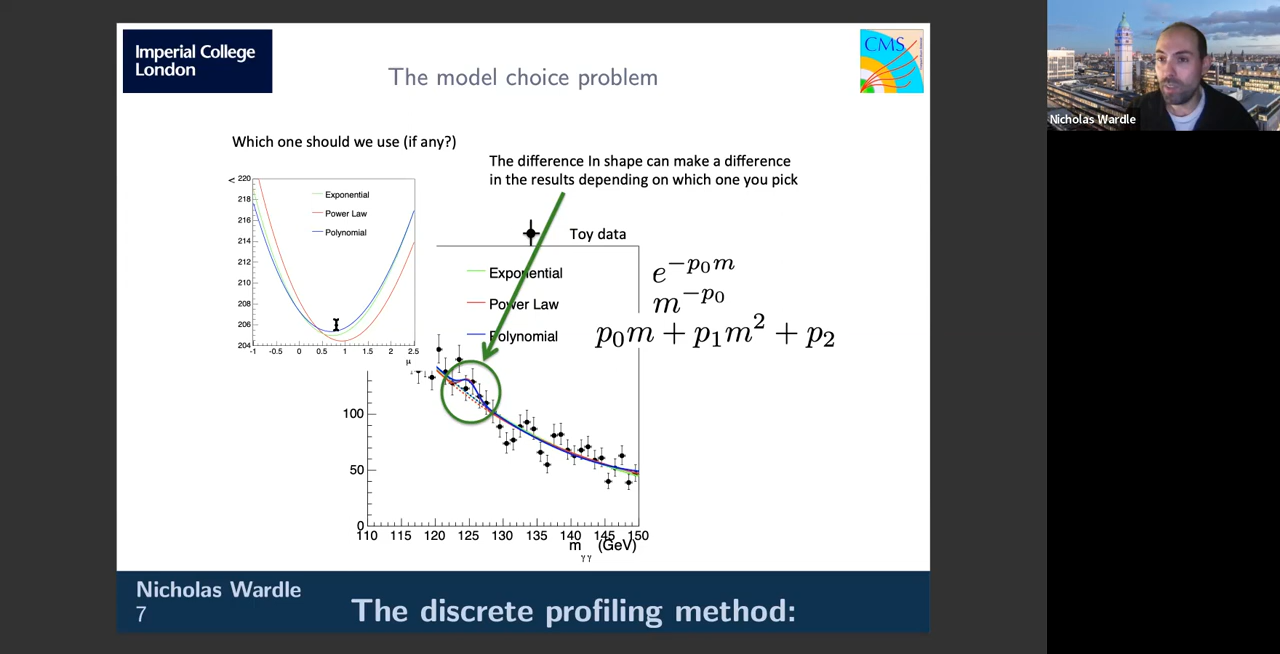 Imperial College
London
The model choice problem
CMS
Nicholas Wardle
Which one should we use (if any?)
The difference In shape can make a difference
in the results depending on which one you pick
Λ
220
218
216
214
212
210
208
206
204
-1 -0.5 0 0.5 1 1.5 2 2.5
μ
Exponential
Power Law
Polynomial
Toy data
Exponential
Power Law
Polynomial
e^{-p_0 m}
m^{-p_0}
p_0 m + p_1 m^2 + p_2
100
50
0
110 115 120 125 130 135 140 145 150
m_{γγ} (GeV)
Nicholas Wardle
7
The discrete profiling method: